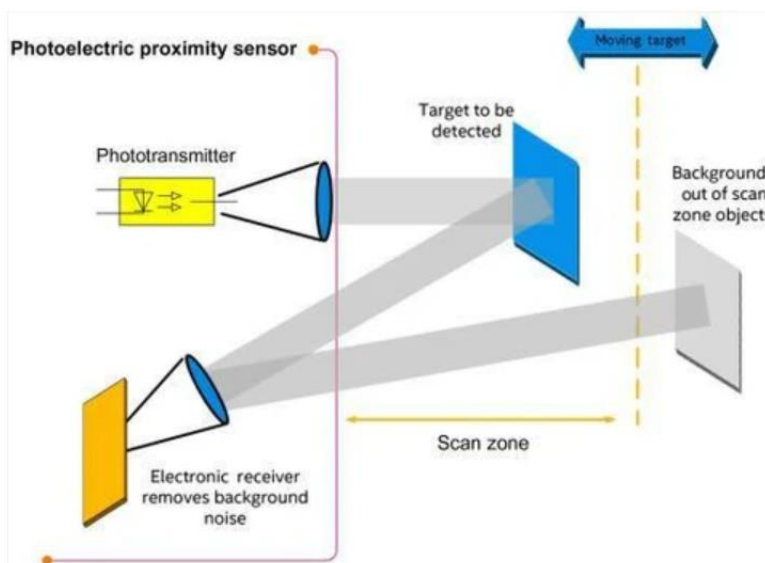 Photoelectric proximity sensor
Moving target
Target to be
detected
Phototransmitter
Background
out of scan
zone object
Scan zone
Electronic receiver
removes background
noise